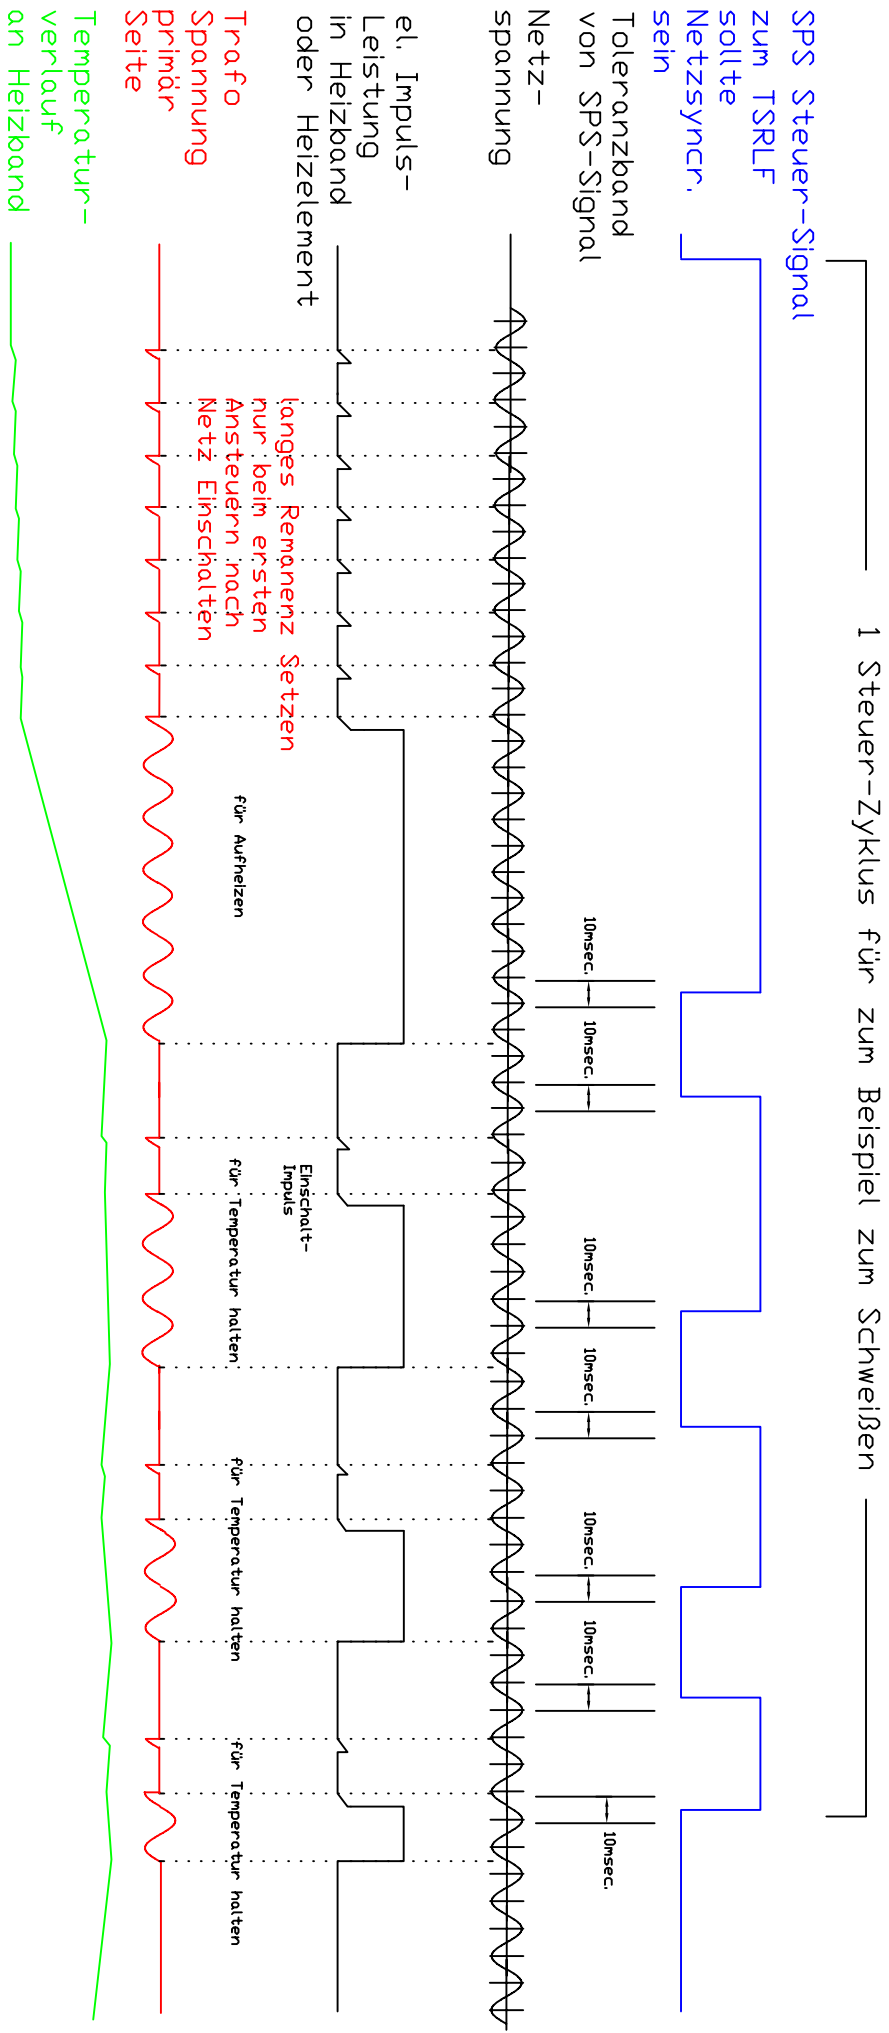 1 Steuer-Zyklus für zum Beispiel zum Schweißen
SPS Steuer-Signal
zum TSRLF
sollte
Netzsyncr.
sein
Toleranzband
von SPS-Signal
10msec.
10msec.
10msec.
10msec.
10msec.
10msec.
10msec.
Netz-
spannung
el. Impuls-
Leistung
in Heizband
oder Heizelement
Einschalt-
Impuls
langes Remanenz Setzen
nur beim ersten
Ansteuern nach
Netz Einschalten
Trafo
Spannung
primär
Seite
für Aufheizen
für Temperatur halten
für Temperatur halten
für Temperatur halten
Temperatur-
verlauf
an Heizband